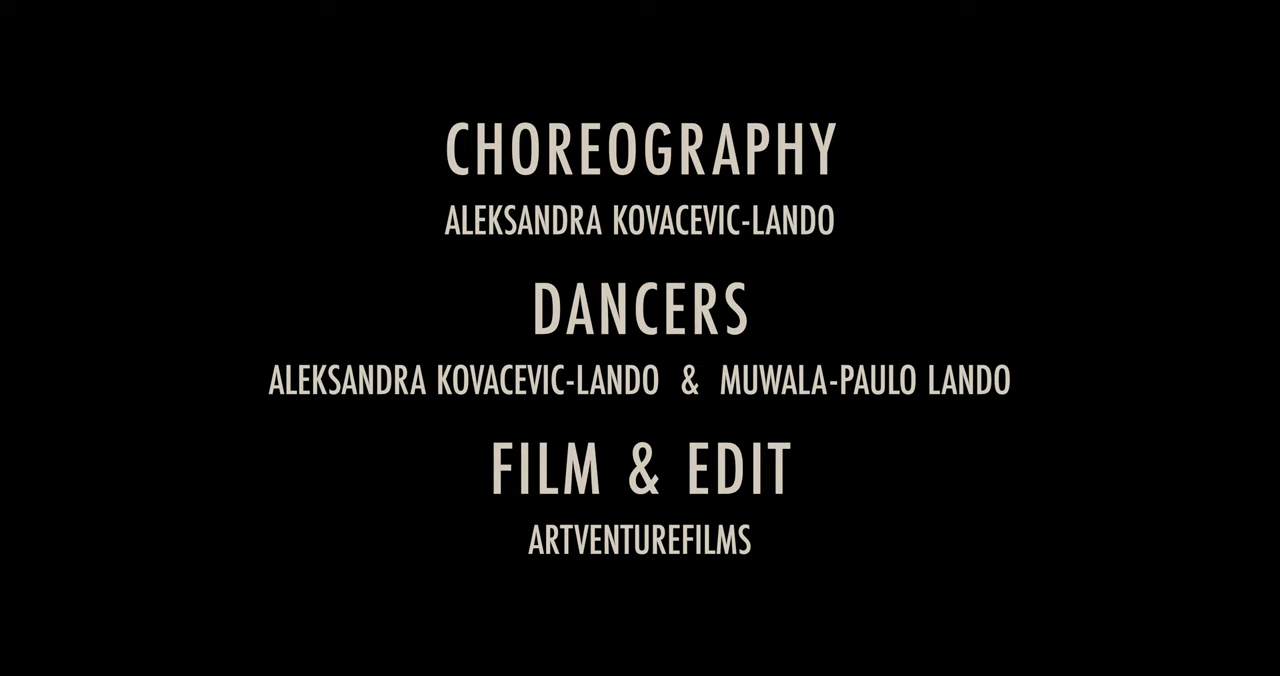 CHOREOGRAPHY
ALEKSANDRA KOVACEVIC-LANDO
DANCERS
ALEKSANDRA KOVACEVIC-LANDO & MUWALA-PAULO LANDO
FILM & EDIT
ARTVENTUREFILMS